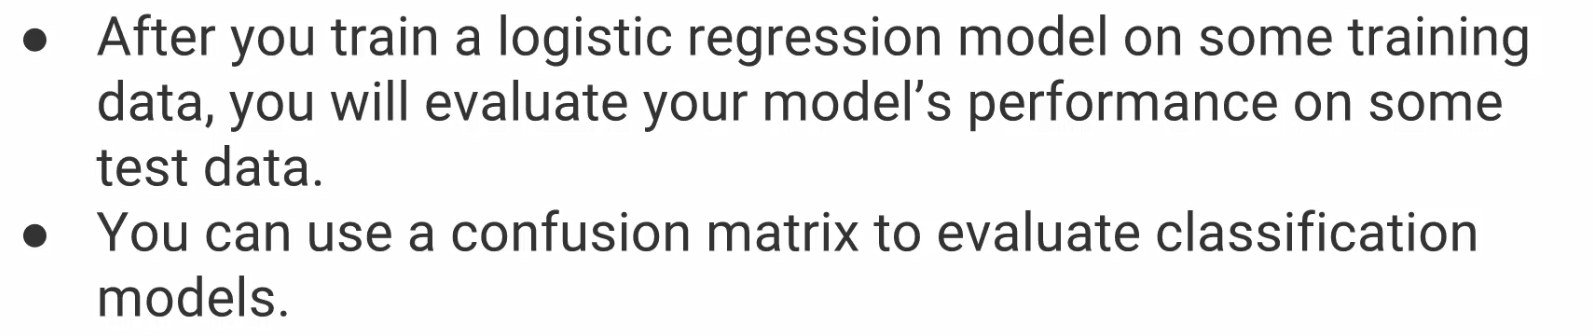 ● After you train a logistic regression model on some training
data, you will evaluate your model’s performance on some
test data.
● You can use a confusion matrix to evaluate classification
models.